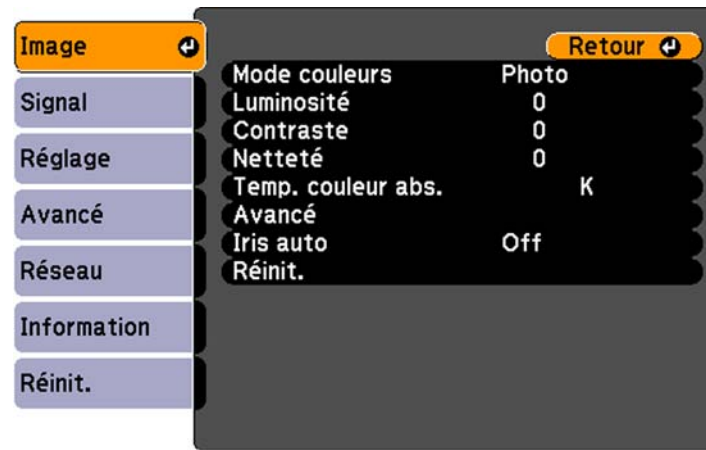 Image
Signal
Réglage
Avancé
Réseau
Information
Réinit.
Retour
Mode couleurs Photo
Luminosité 0
Contraste 0
Netteté 0
Temp. couleur abs. K
Avancé
Iris auto Off
Réinit.